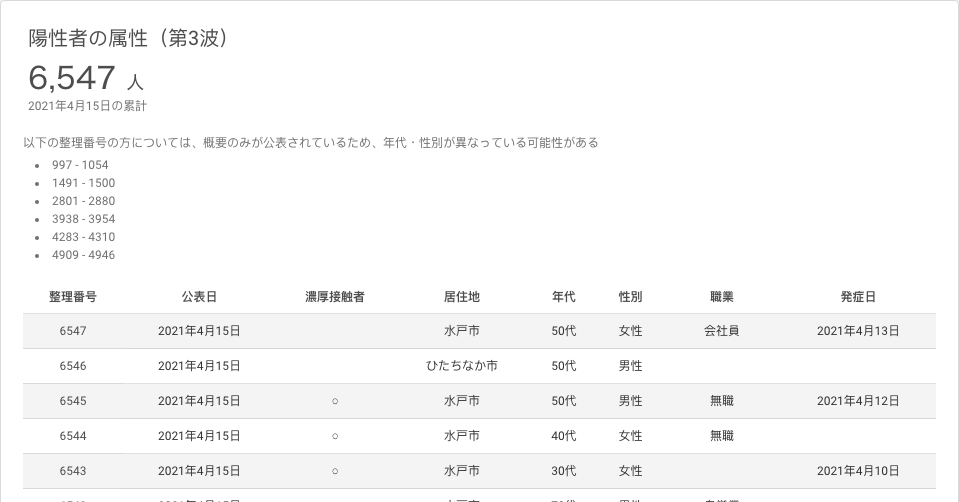 陽性者の属性（第3波）
6,547 人
2021年4月15日の累計
以下の整理番号の方については、概要のみが公表されているため、年代・性別が異なっている可能性がある
• 997 - 1054
• 1491 - 1500
• 2801 - 2880
• 3938 - 3954
• 4283 - 4310
• 4909 - 4946
整理番号 公表日 濃厚接触者 居住地 年代 性別 職業 発症日
6547 2021年4月15日 水戸市 50代 女性 会社員 2021年4月13日
6546 2021年4月15日 ひたちなか市 50代 男性
6545 2021年4月15日 ○ 水戸市 50代 男性 無職 2021年4月12日
6544 2021年4月15日 ○ 水戸市 40代 女性 無職
6543 2021年4月15日 ○ 水戸市 30代 女性 2021年4月10日